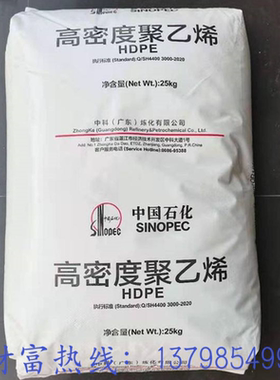 高密度聚乙烯
HDPE
执行标准 (Standard):Q/SH4400 3000-2020
净含量(Net Wt.):25kg
中科（广东）炼化有限公司
ZhongKe (Guangdong) Refinery&Petrochemical Co., Ltd.
SINOPEC
中国石化
SINOPEC
高密度聚乙烯
HDPE
执行标准 (Standard):Q/SH4400 3000-2020
净含量(Net Wt.):25kg
财富热线: 137985499